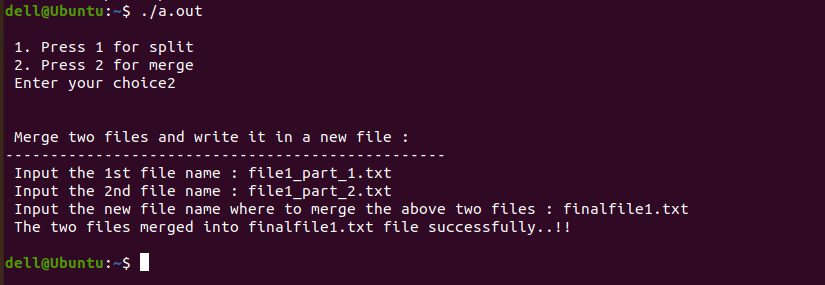 dell@Ubuntu:~$ ./a.out
1. Press 1 for split
2. Press 2 for merge
Enter your choice2
Merge two files and write it in a new file :
-------------------------------------------------
Input the 1st file name : file1_part_1.txt
Input the 2nd file name : file1_part_2.txt
Input the new file name where to merge the above two files : finalfile1.txt
The two files merged into finalfile1.txt file successfully..!!
dell@Ubuntu:~$